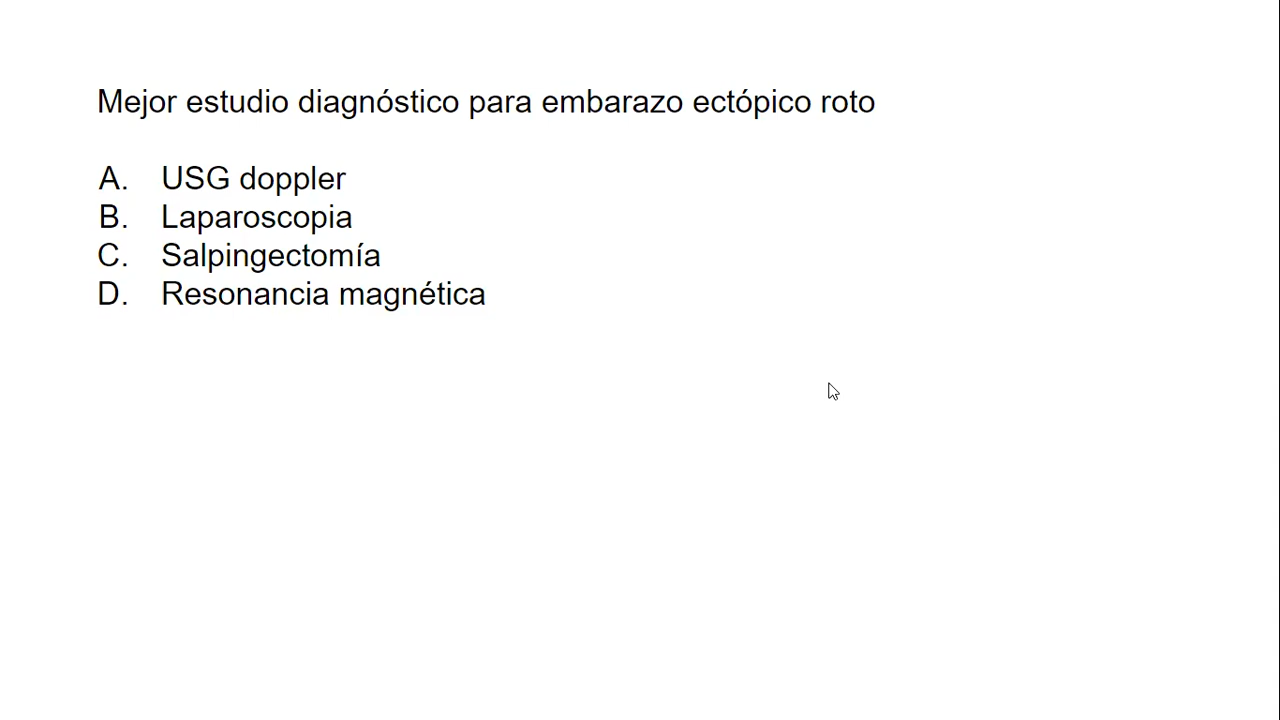 Mejor estudio diagnóstico para embarazo ectópico roto
A. USG doppler
B. Laparoscopia
C. Salpingectomía
D. Resonancia magnética